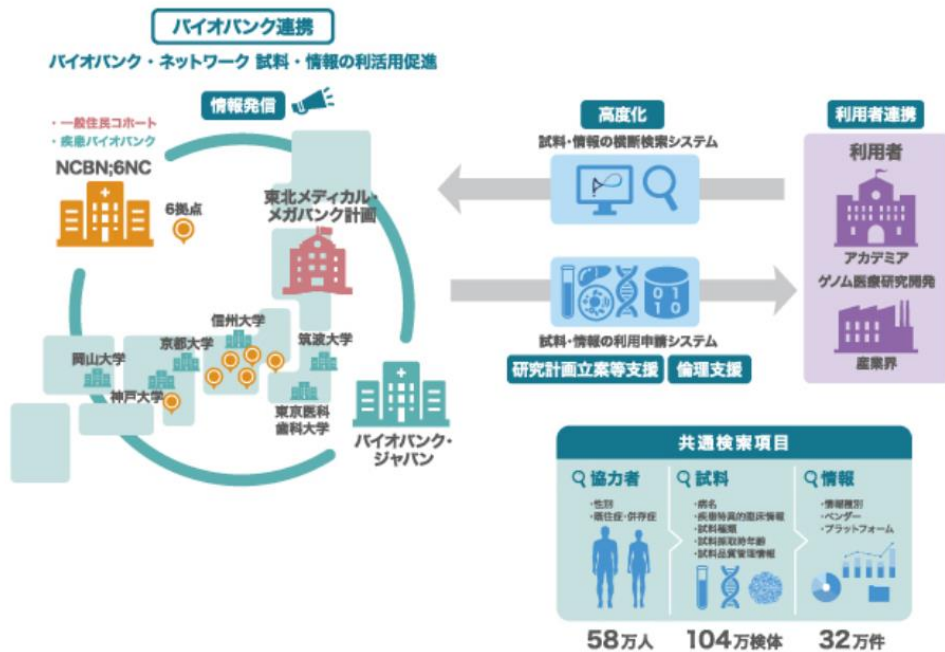 バイオバンク連携
バイオバンク・ネットワーク 試料・情報の利活用促進
情報発信
・一般住民コホート
・疾患バイオバンク
NCBN;6NC
6拠点
東北メディカル・
メガバンク計画
信州大学
京都大学
筑波大学
岡山大学
神戸大学
東京医科
歯科大学
バイオバンク・
ジャパン
高度化
試料・情報の横断検索システム
試料・情報の利用申請システム
研究計画立案等支援
倫理支援
利用者連携
利用者
アカデミア
ゲノム医療研究開発
産業界
共通検索項目
協力者
・性別
・既往症・併存症
試料
・病名
・疾患特異的臨床情報
・試料種類
・試料採取時年齢
・試料品質管理情報
情報
・情報種別
・ベンダー
・プラットフォーム
58万人
104万検体
32万件
01
10